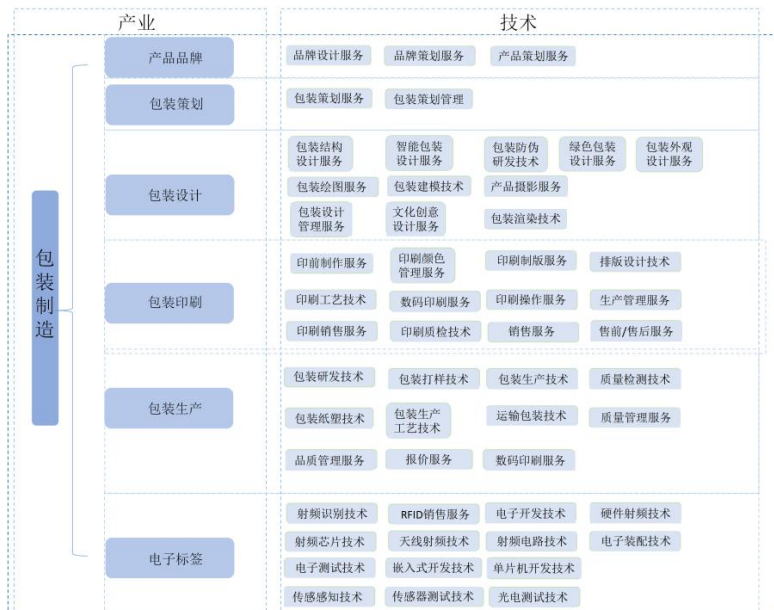 产业
技术
包装制造
产品品牌
品牌设计服务
品牌策划服务
产品策划服务
包装策划
包装策划服务
包装策划管理
包装设计
包装结构
设计服务
智能包装
设计服务
包装防伪
研发技术
绿色包装
设计服务
包装外观
设计服务
包装绘图服务
包装建模技术
产品摄影服务
包装设计
管理服务
文化创意
设计服务
包装渲染技术
包装印刷
印前制作服务
印刷颜色
管理服务
印刷制版服务
排版设计技术
印刷工艺技术
数码印刷服务
印刷操作服务
生产管理服务
印刷销售服务
印刷质检技术
销售服务
售前/售后服务
包装生产
包装研发技术
包装打样技术
包装生产技术
质量检测技术
包装纸塑技术
包装生产
工艺技术
运输包装技术
质量管理服务
品质管理服务
报价服务
数码印刷服务
电子标签
射频识别技术
RFID销售服务
电子开发技术
硬件射频技术
射频芯片技术
天线射频技术
射频电路技术
电子装配技术
电子测试技术
嵌入式开发技术
单片机开发技术
传感感知技术
传感器测试技术
光电测试技术